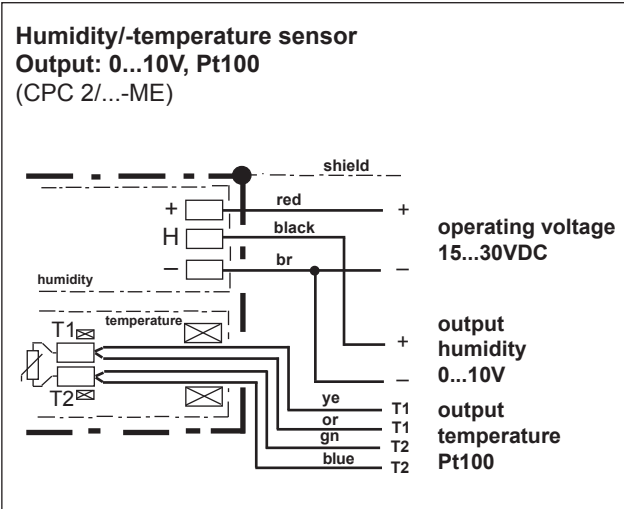 Humidity/-temperature sensor
Output: 0...10V, Pt100
(CPC 2/...-ME)
shield
+ red +
H black
operating voltage
15...30VDC
– br –
humidity
T1 temperature
+
output
humidity
0...10V
–
T2
ye T1
or T1
gn T2
blue T2
output
temperature
Pt100